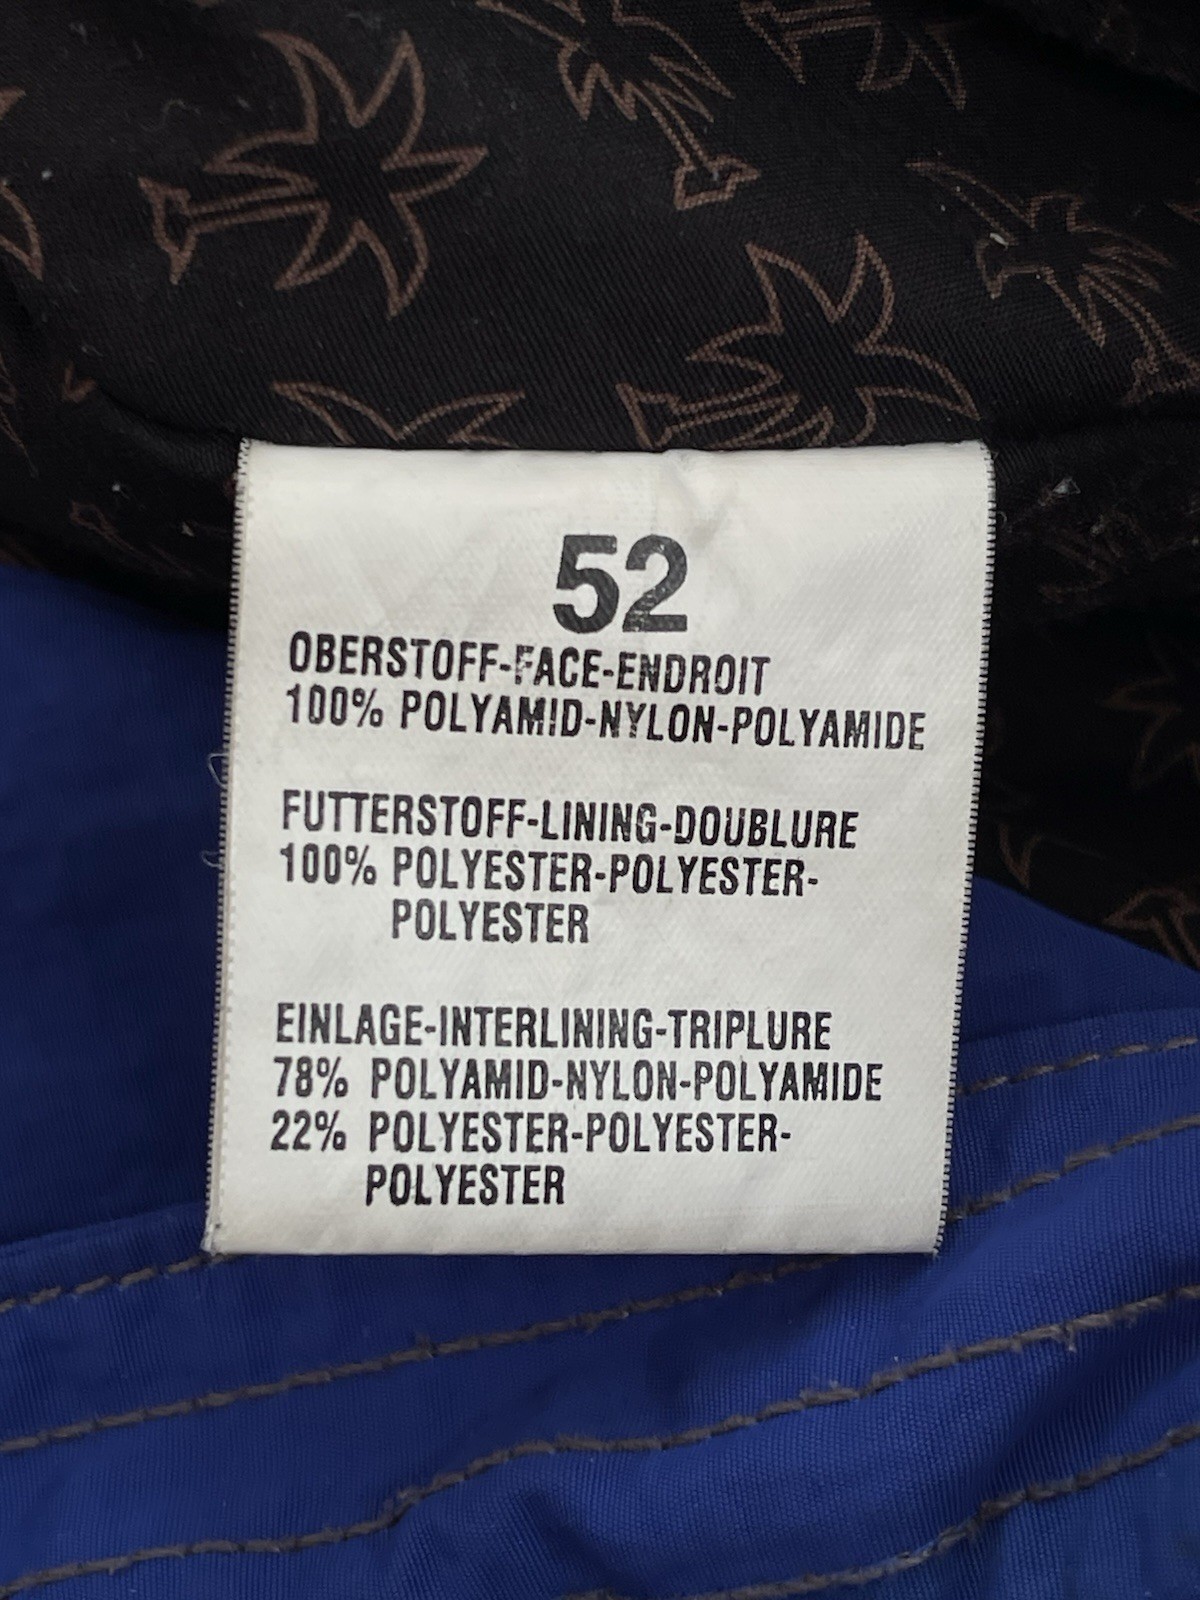 52
OBERSTOFF-FACE-ENDROIT
100% POLYAMID-NYLON-POLYAMIDE
FUTTERSTOFF-LINING-DOUBLURE
100% POLYESTER-POLYESTER-
POLYESTER
EINLAGE-INTERLINING-TRIPLURE
78% POLYAMID-NYLON-POLYAMIDE
22% POLYESTER-POLYESTER-
POLYESTER